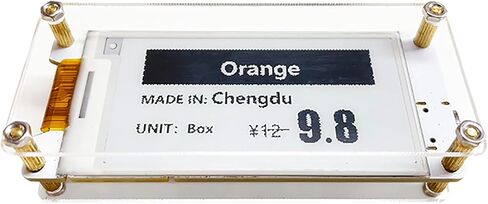 Orange
MADE IN: Chengdu
UNIT: Box ¥12 9.8